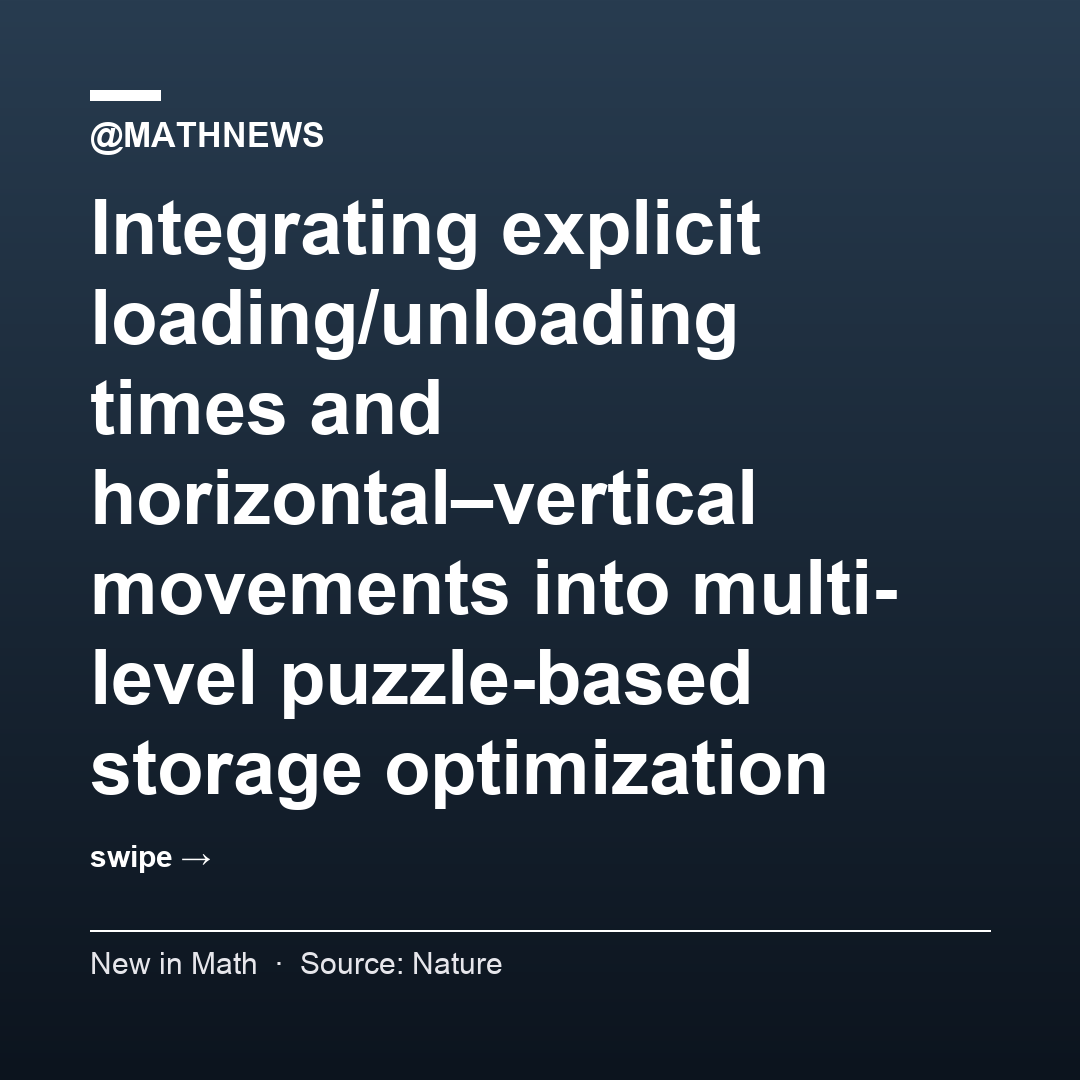 @MATHNEWS
Integrating explicit
loading/unloading
times and
horizontal–vertical
movements into multi-
level puzzle-based
storage optimization
swipe →
New in Math · Source: Nature